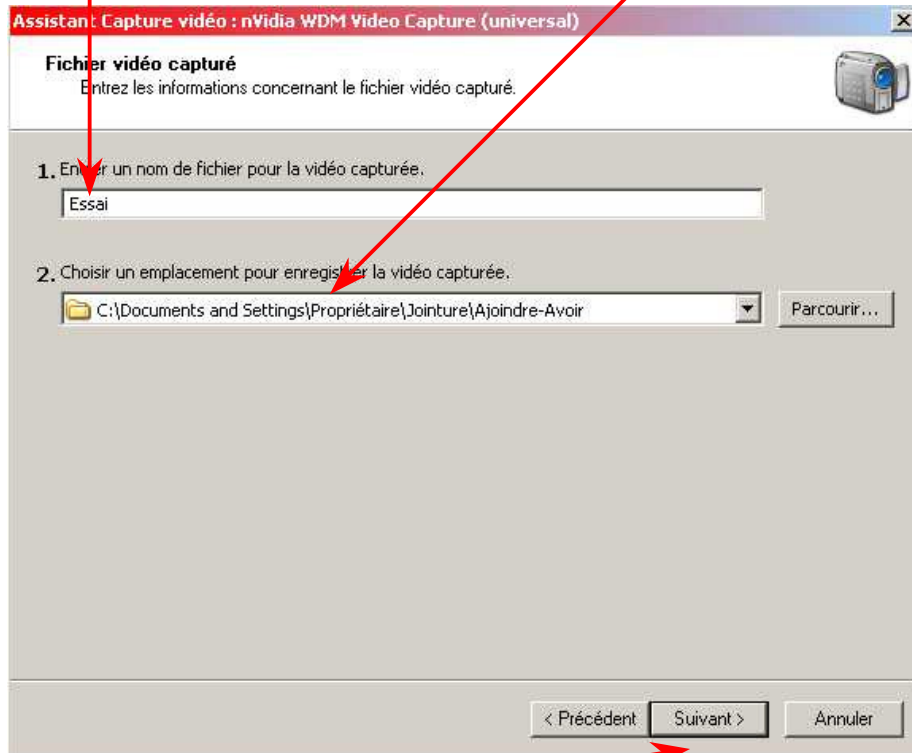 Assistant Capture vidéo : nVidia WDM Video Capture (universal)
Fichier vidéo capturé
Entrez les informations concernant le fichier vidéo capturé.
1. Entrer un nom de fichier pour la vidéo capturée.
Essai
2. Choisir un emplacement pour enregistrer la vidéo capturée.
C:\Documents and Settings\Propriétaire\Jointure\Ajoindre-Avoir
Parcourir...
< Précédent
Suivant >
Annuler